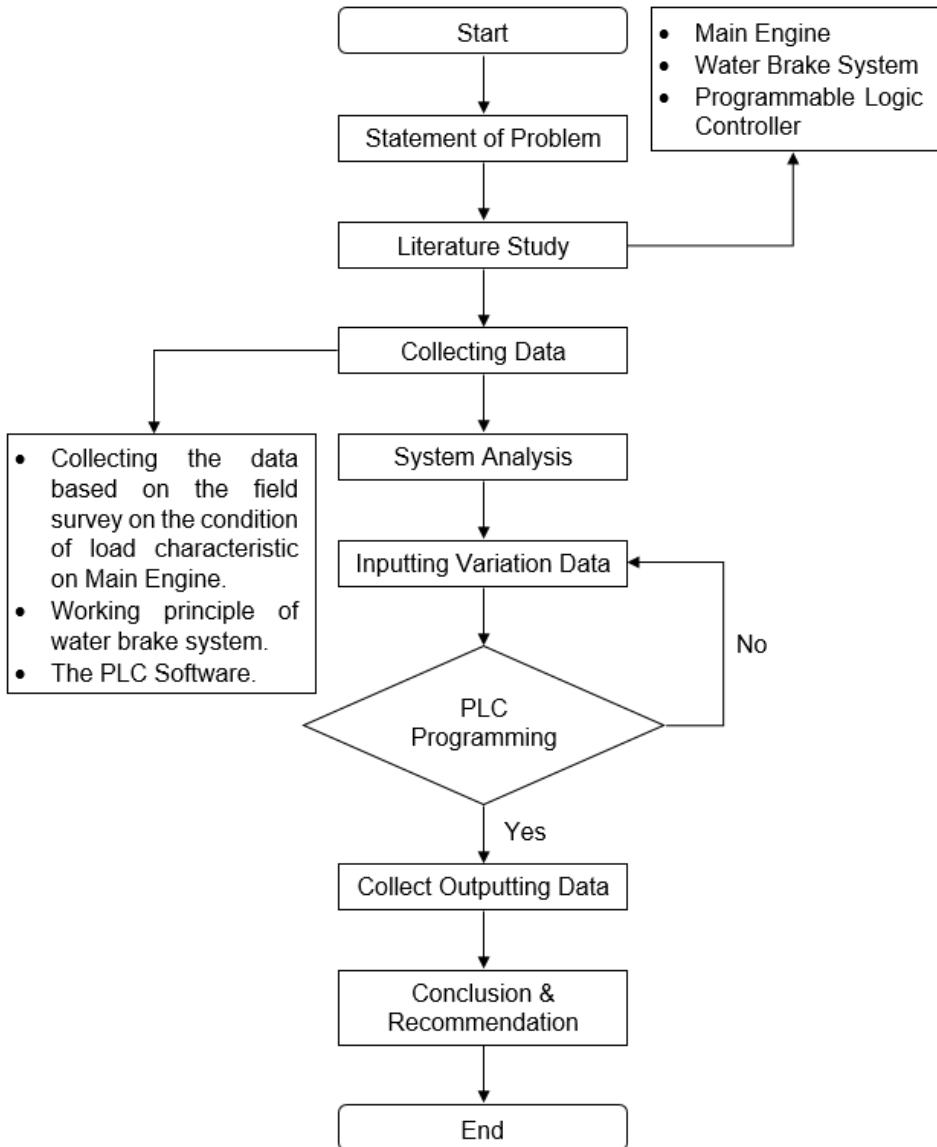 Start
• Main Engine
• Water Brake System
• Programmable Logic
Controller
Statement of Problem
Literature Study
Collecting Data
• Collecting the data
based on the field
survey on the condition
of load characteristic
on Main Engine.
• Working principle of
water brake system.
• The PLC Software.
System Analysis
Inputting Variation Data
No
PLC
Programming
Yes
Collect Outputting Data
Conclusion &
Recommendation
End